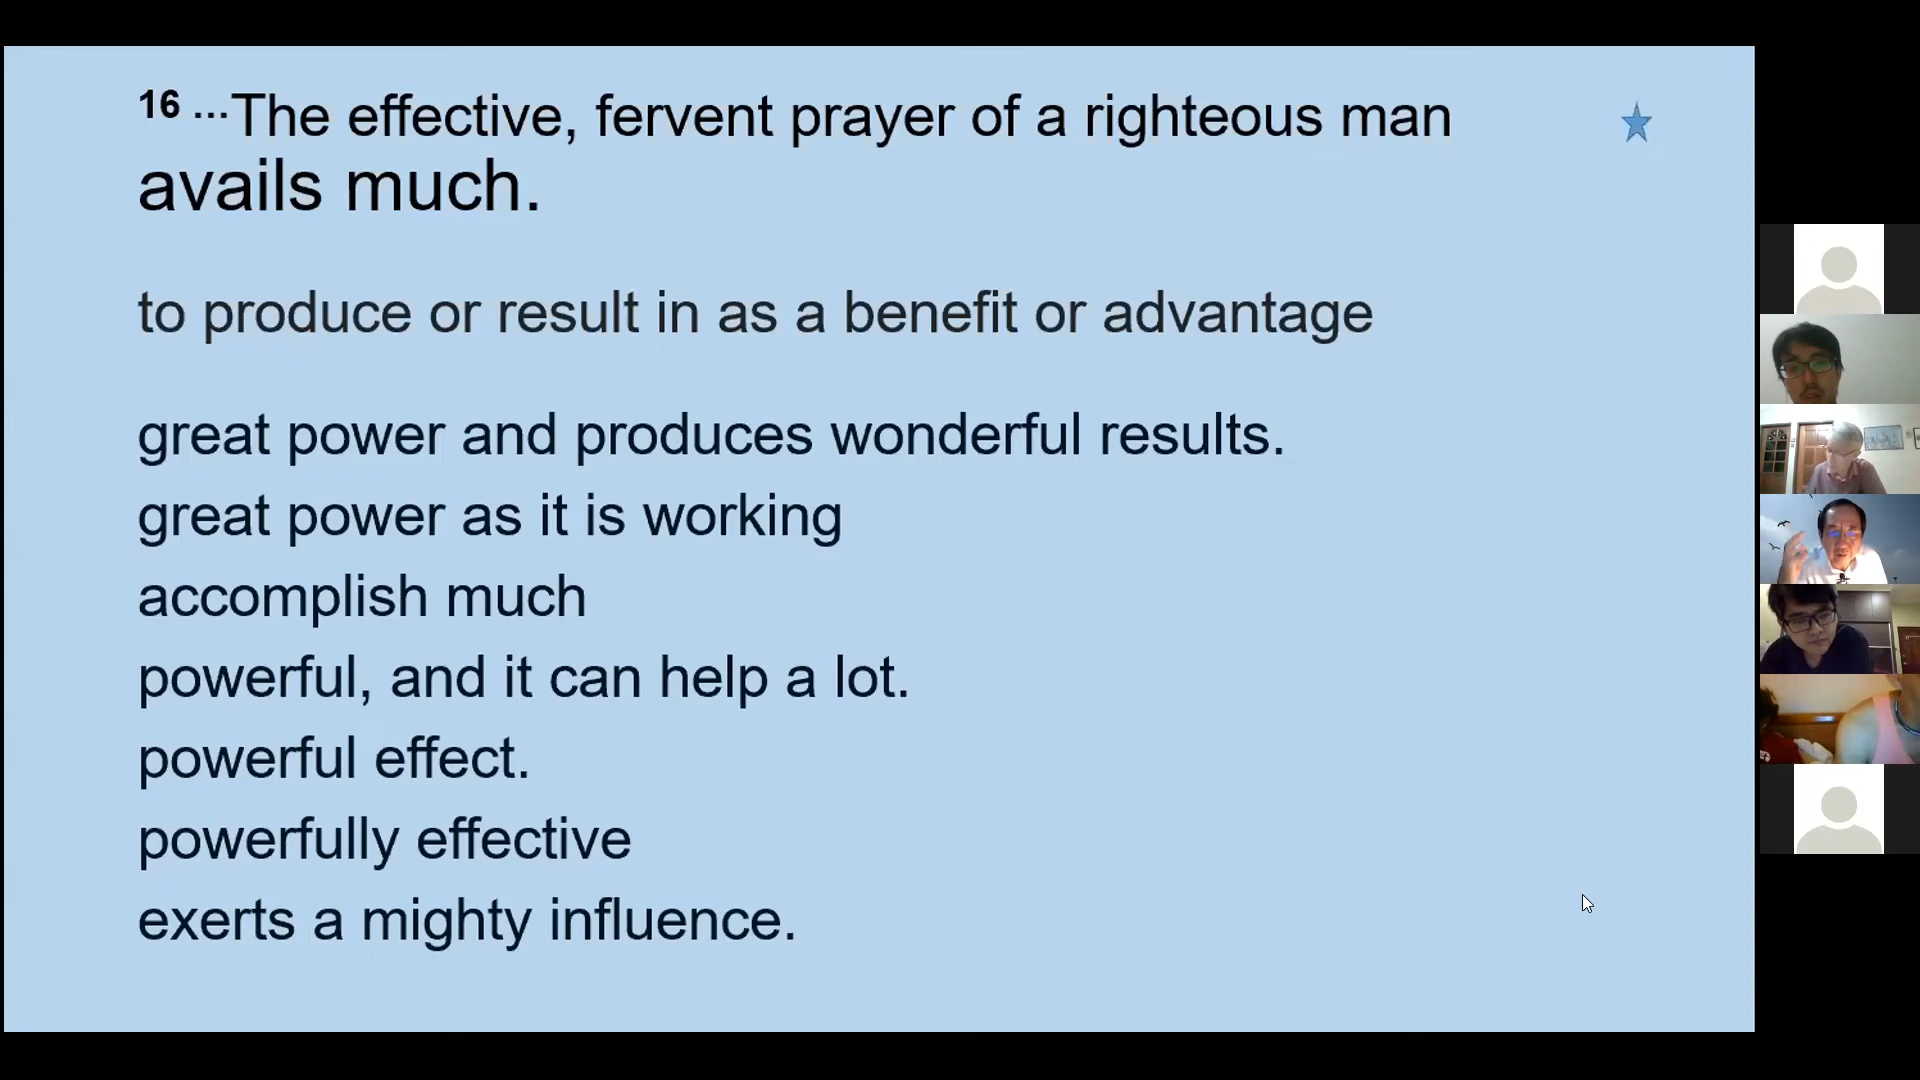 16 ...The effective, fervent prayer of a righteous man
avails much.
to produce or result in as a benefit or advantage
great power and produces wonderful results.
great power as it is working
accomplish much
powerful, and it can help a lot.
powerful effect.
powerfully effective
exerts a mighty influence.